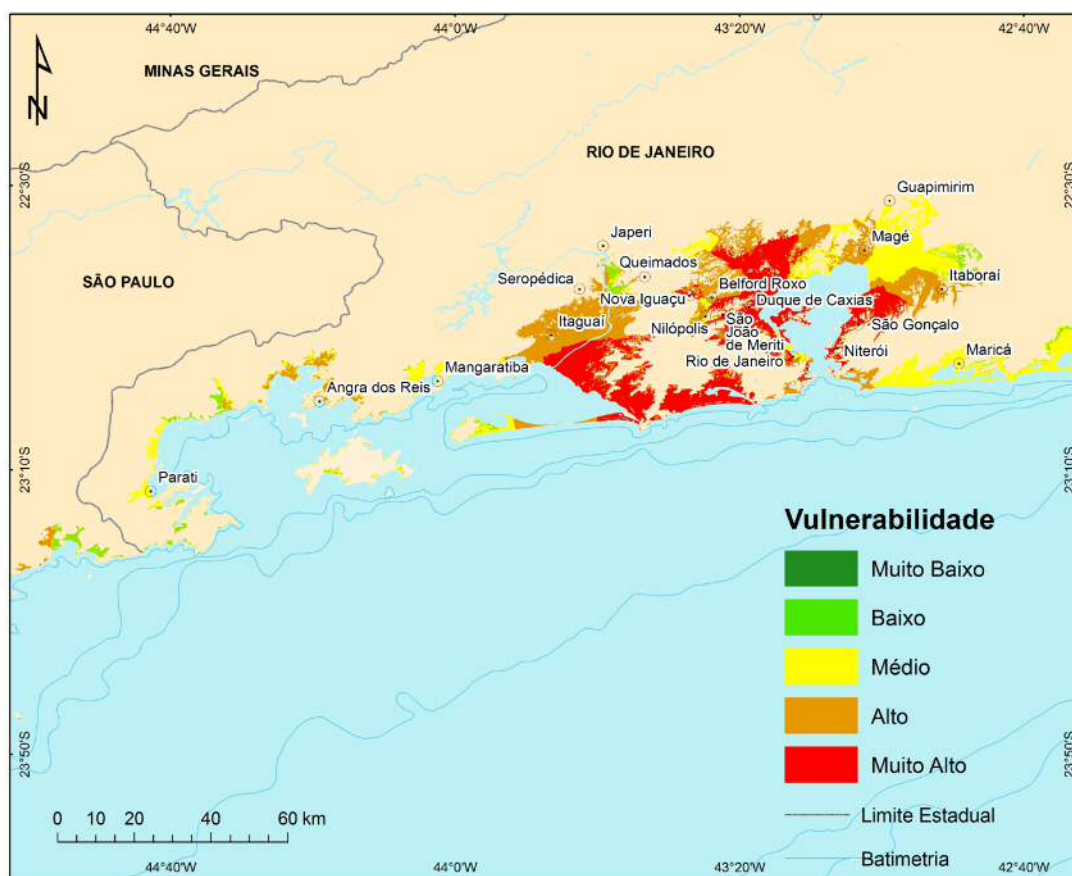 44°40'W
44°0'W
43°20'W
42°40'W
N
MINAS GERAIS
RIO DE JANEIRO
SÃO PAULO
22°30'S
22°30'S
Guapimirim
Japeri
Magé
Queimados
Seropédica
Belford Roxo
Itaboraí
Nova Iguaçu
Duque de Caxias
Itaguaí
Nilópolis
São
João
de Meriti
São Gonçalo
Rio de Janeiro
Niterói
Maricá
Mangaratiba
Angra dos Reis
Parati
23°10'S
23°10'S
Vulnerabilidade
Muito Baixo
Baixo
Médio
Alto
Muito Alto
Limite Estadual
Batimetria
23°50'S
23°50'S
0 10 20 40 60 km
44°40'W
44°0'W
43°20'W
42°40'W